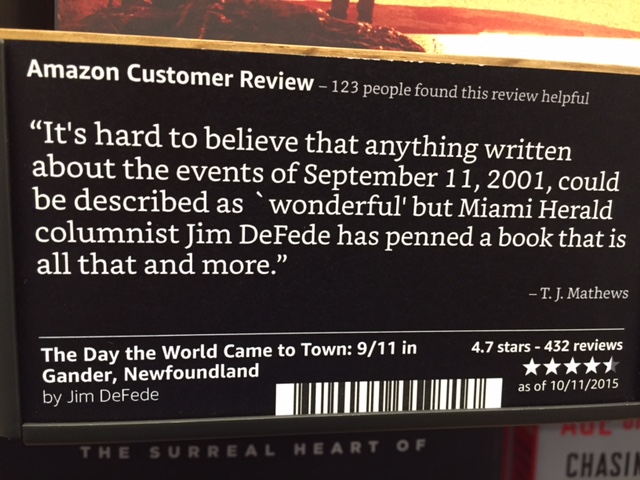 Amazon Customer Review – 123 people found this review helpful
“It's hard to believe that anything written
about the events of September 11, 2001, could
be described as `wonderful' but Miami Herald
columnist Jim DeFede has penned a book that is
all that and more.”
– T. J. Mathews
The Day the World Came to Town: 9/11 in
Gander, Newfoundland
by Jim DeFede
4.7 stars - 432 reviews
as of 10/11/2015
THE SURREAL HEART OF
CHASIN